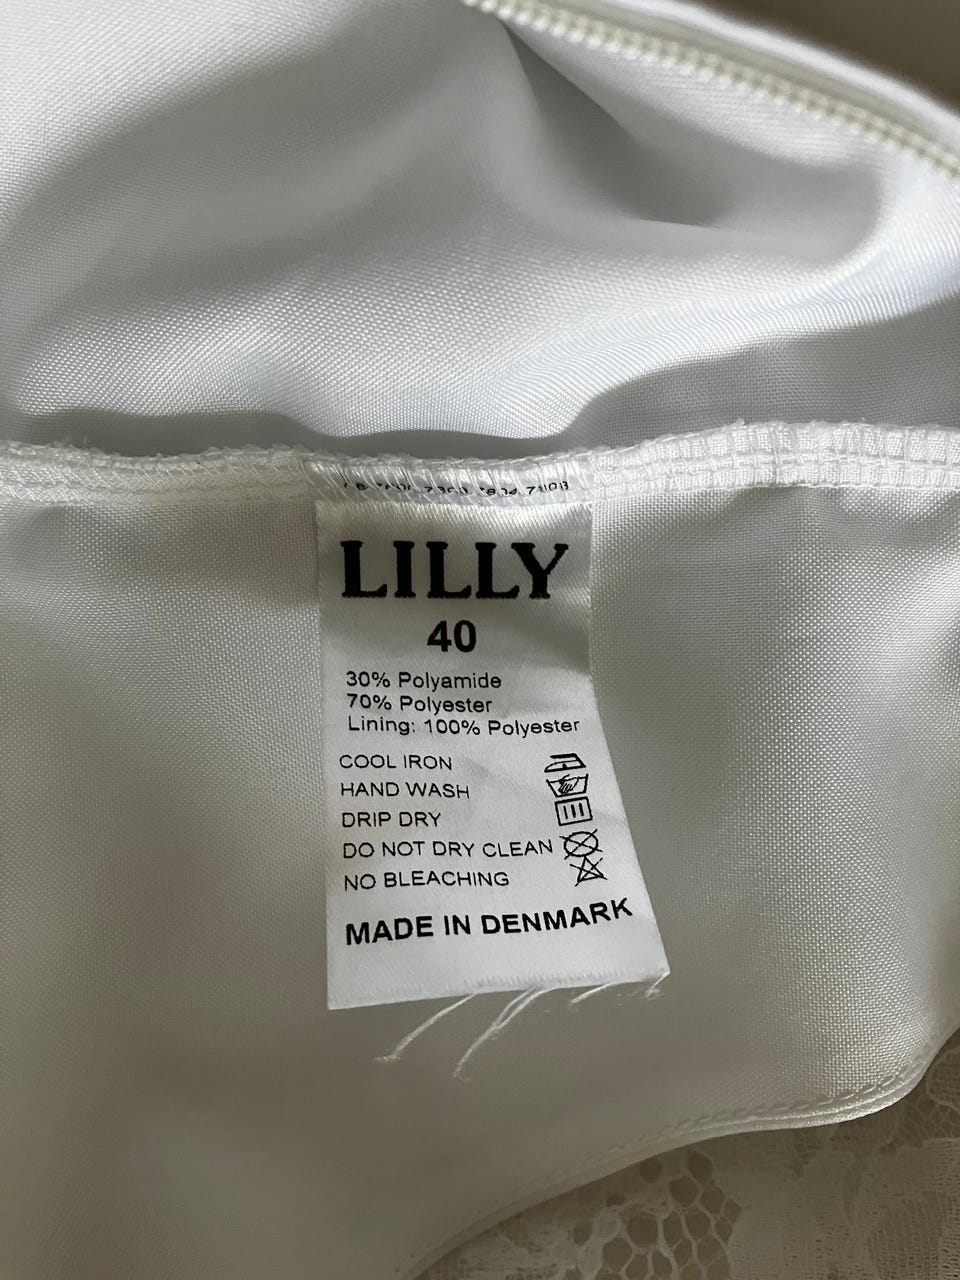 LILLY
40
30% Polyamide
70% Polyester
Lining: 100% Polyester
COOL IRON
HAND WASH
DRIP DRY
DO NOT DRY CLEAN
NO BLEACHING
MADE IN DENMARK